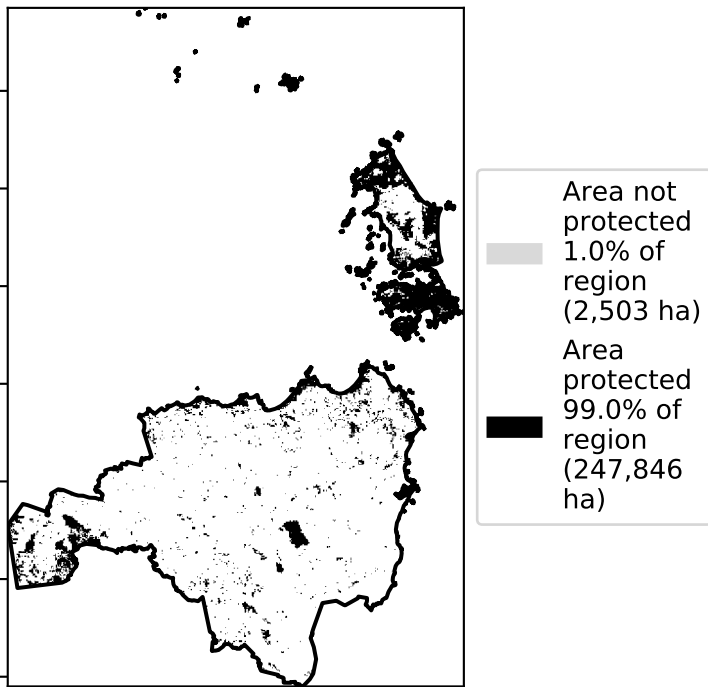 Area not
protected
1.0% of
region
(2,503 ha)
Area
protected
99.0% of
region
(247,846
ha)